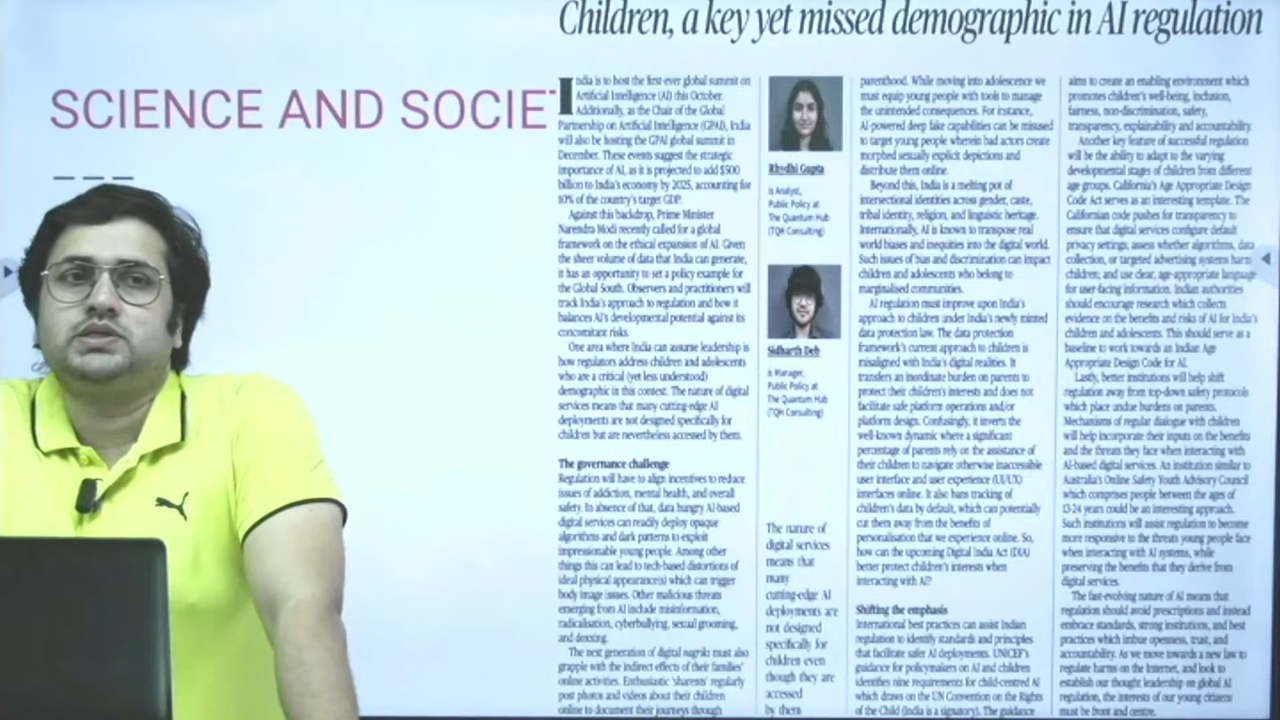 Children, a key yet missed demographic in AI regulation
SCIENCE AND SOCIET
India is to host the first-ever global summit on
Artificial Intelligence (AI) this October.
Additionally, as the Chair of the Global
Partnership on Artificial Intelligence (GPAI), India
will also be hosting the GPAI global summit in
December. These events suggest the strategic
importance of AI, as it is projected to add $500
billion to India's economy by 2025, accounting for
10% of the country's target GDP.
Against this backdrop, Prime Minister
Narendra Modi recently called for a global
framework on the ethical expansion of AI. Given
the sheer volume of data that India can generate,
it has an opportunity to set a policy example for
the Global South. Observers and practitioners will
track India's approach to regulation and how it
balances AI's developmental potential against its
concomitant risks.
One area where India can assume leadership is
how regulators address children and adolescents
who are a critical (yet less understood)
demographic in this context. The nature of digital
services means that many cutting-edge AI
deployments are not designed specifically for
children but are nevertheless accessed by them.
The governance challenge
Regulation will have to align incentives to reduce
issues of addiction, mental health, and overall
safety. In absence of that, data hungry AI-based
digital services can readily deploy opaque
algorithms and dark patterns to exploit
impressionable young people. Among other
things this can lead to tech-based distortions of
ideal physical appearance(s) which can trigger
body image issues. Other malicious threats
emerging from AI include misinformation,
radicalisation, cyberbullying, sexual grooming,
and doxxing.
The next generation of digital nagriks must also
grapple with the indirect effects of their families'
online activities. Enthusiastic 'sharents' regularly
post photos and videos about their children
online to document their journeys through
Rhydhi Gupta
is Analyst,
Public Policy at
The Quantum Hub
(TQH Consulting)
Sidharth Deb
is Manager,
Public Policy at
The Quantum Hub
(TQH Consulting)
The nature of
digital services
means that
many
cutting-edge AI
deployments are
not designed
specifically for
children even
though they are
accessed
by them
parenthood. While moving into adolescence we
must equip young people with tools to manage
the unintended consequences. For instance,
AI-powered deep fake capabilities can be misused
to target young people wherein bad actors create
morphed sexually explicit depictions and
distribute them online.
Beyond this, India is a melting pot of
intersectional identities across gender, caste,
tribal identity, religion, and linguistic heritage.
Internationally, AI is known to transpose real
world biases and inequities into the digital world.
Such issues of bias and discrimination can impact
children and adolescents who belong to
marginalised communities.
AI regulation must improve upon India's
approach to children under India's newly minted
data protection law. The data protection
framework's current approach to children is
misaligned with India's digital realities. It
transfers an inordinate burden on parents to
protect their children's interests and does not
facilitate safe platform operations and/or
platform design. Confusingly, it inverts the
well-known dynamic where a significant
percentage of parents rely on the assistance of
their children to navigate otherwise inaccessible
user interface and user experience (UI/UX)
interfaces online. It also bans tracking of
children's data by default, which can potentially
cut them away from the benefits of
personalisation that we experience online. So,
how can the upcoming Digital India Act (DIA)
better protect children's interests when
interacting with AI?
Shifting the emphasis
International best practices can assist Indian
regulation to identify standards and principles
that facilitate safer AI deployments. UNICEF's
guidance for policymakers on AI and children
identifies nine requirements for child-centred AI
which draws on the UN Convention on the Rights
of the Child (India is a signatory). The guidance
aims to create an enabling environment which
promotes children's well-being, inclusion,
fairness, non-discrimination, safety,
transparency, explainability and accountability.
Another key feature of successful regulation
will be the ability to adapt to the varying
developmental stages of children from different
age groups. California's Age Appropriate Design
Code Act serves as an interesting template. The
Californian code pushes for transparency to
ensure that digital services configure default
privacy settings; assess whether algorithms, data
collection, or targeted advertising systems harm
children; and use clear, age-appropriate language
for user-facing information. Indian authorities
should encourage research which collects
evidence on the benefits and risks of AI for India's
children and adolescents. This should serve as a
baseline to work towards an Indian Age
Appropriate Design Code for AI.
Lastly, better institutions will help shift
regulation away from top-down safety protocols
which place undue burdens on parents.
Mechanisms of regular dialogue with children
will help incorporate their inputs on the benefits
and the threats they face when interacting with
AI-based digital services. An institution similar to
Australia's Online Safety Youth Advisory Council
which comprises people between the ages of
13-24 years could be an interesting approach.
Such institutions will assist regulation to become
more responsive to the threats young people face
when interacting with AI systems, while
preserving the benefits that they derive from
digital services.
The fast-evolving nature of AI means that
regulation should avoid prescriptions and instead
embrace standards, strong institutions, and best
practices which imbue openness, trust, and
accountability. As we move towards a new law to
regulate harms on the Internet, and look to
establish our thought leadership on global AI
regulation, the interests of our young citizens
must be front and centre.